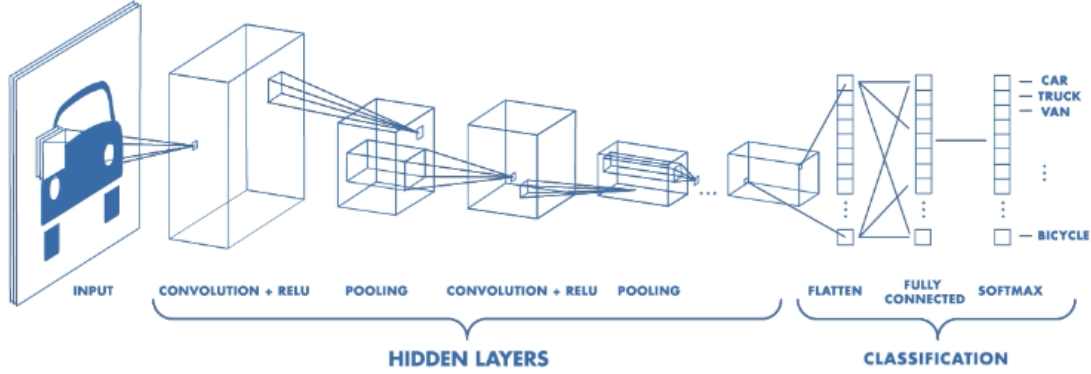 CAR
TRUCK
VAN
BICYCLE
INPUT
CONVOLUTION + RELU
POOLING
CONVOLUTION + RELU
POOLING
FLATTEN
FULLY
CONNECTED
SOFTMAX
HIDDEN LAYERS
CLASSIFICATION